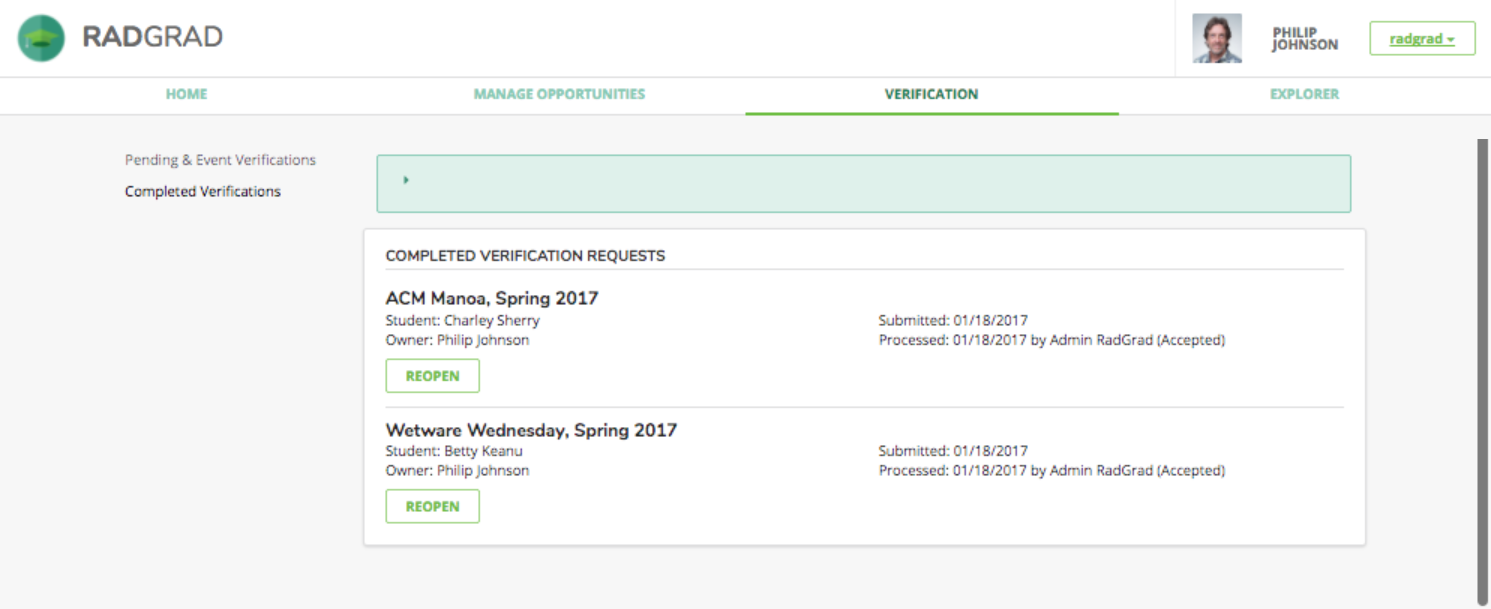 RADGRAD
PHILIP
JOHNSON
radgrad
HOME
MANAGE OPPORTUNITIES
VERIFICATION
EXPLORER
Pending & Event Verifications
Completed Verifications
COMPLETED VERIFICATION REQUESTS
ACM Manoa, Spring 2017
Student: Charley Sherry
Submitted: 01/18/2017
Owner: Philip Johnson
Processed: 01/18/2017 by Admin RadGrad (Accepted)
REOPEN
Wetware Wednesday, Spring 2017
Student: Betty Keanu
Submitted: 01/18/2017
Owner: Philip Johnson
Processed: 01/18/2017 by Admin RadGrad (Accepted)
REOPEN